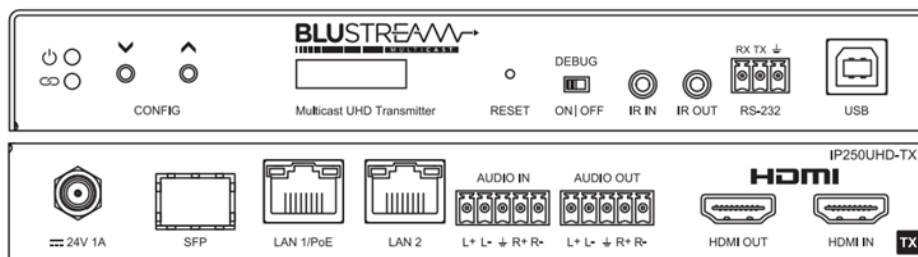 BLUSTREAM
MULTICAST
DEBUG
RX TX
CONFIG
Multicast UHD Transmitter
RESET
ON | OFF
IR IN
IR OUT
RS-232
USB
IP250UHD-TX
AUDIO IN
AUDIO OUT
HDMI
24V 1A
SFP
LAN 1/PoE
LAN 2
L+ L- R+ R-
L+ L- R+ R-
HDMI OUT
HDMI IN
TX